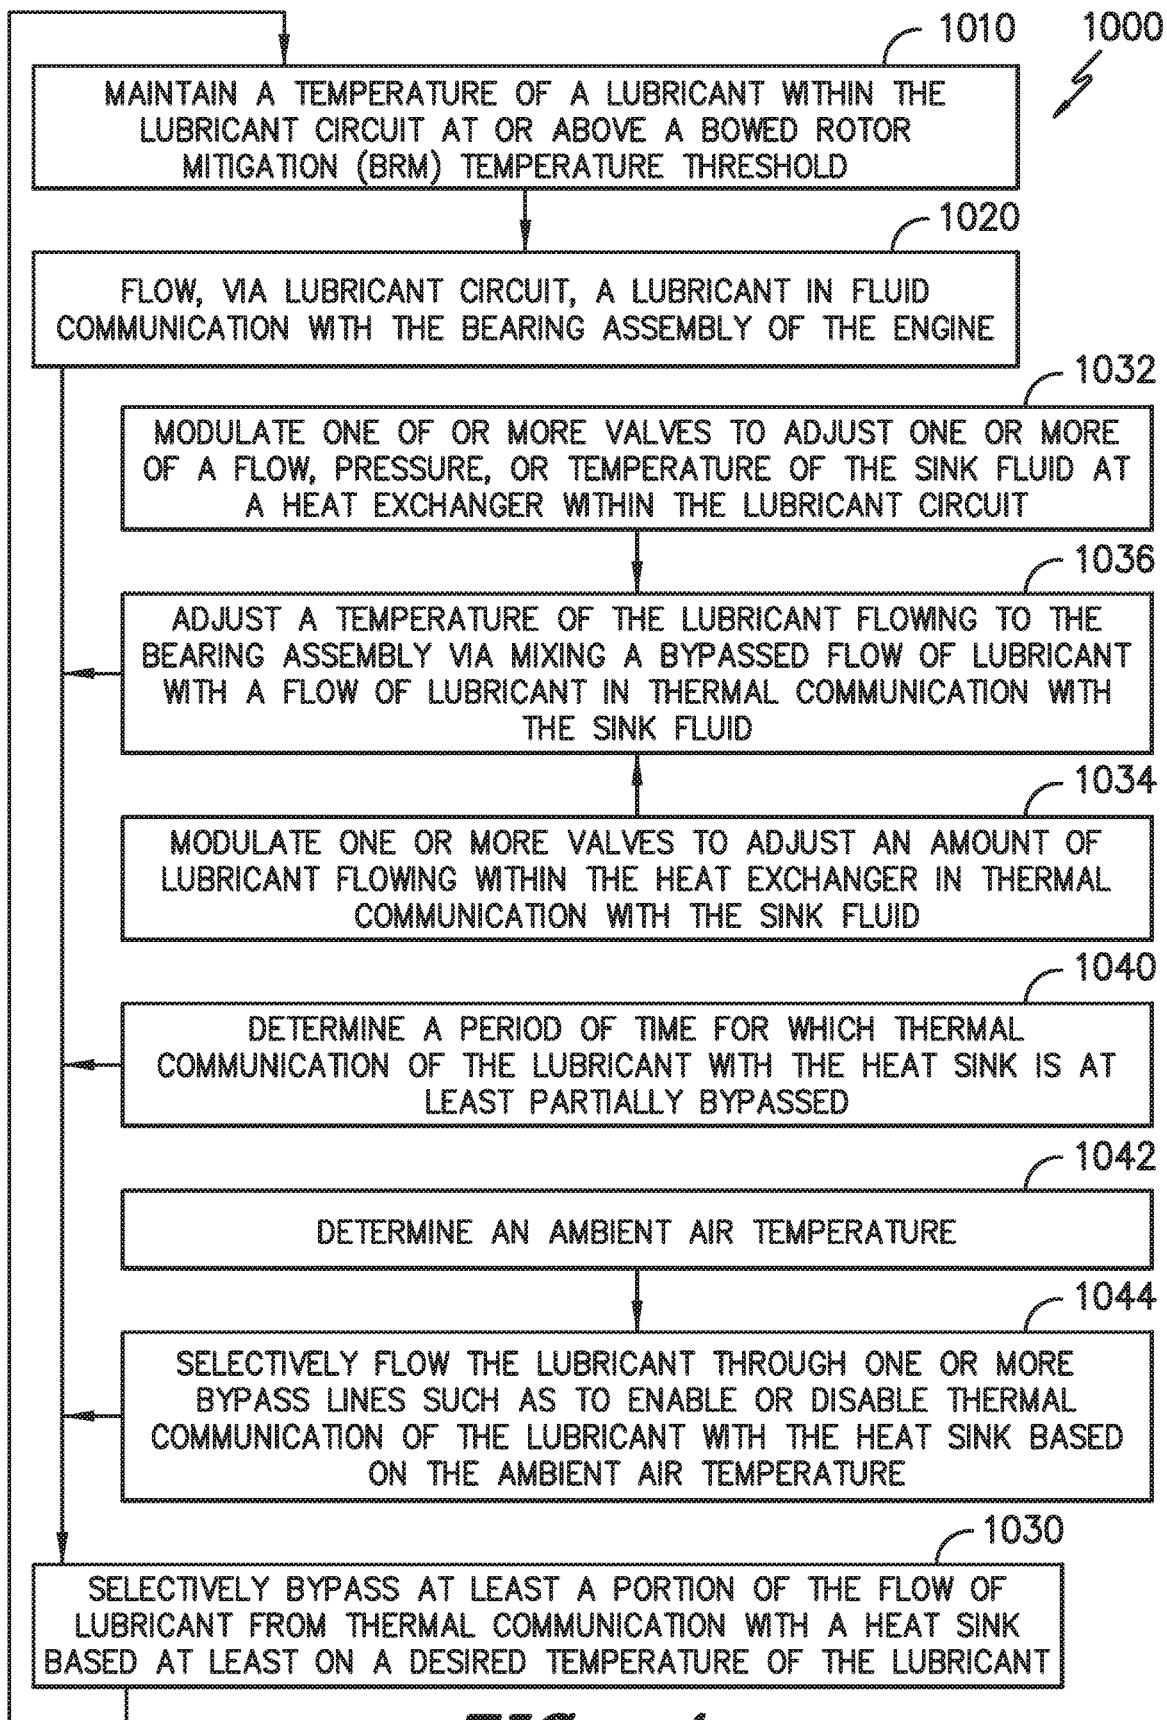 1010
1000
MAINTAIN A TEMPERATURE OF A LUBRICANT WITHIN THE
LUBRICANT CIRCUIT AT OR ABOVE A BOWED ROTOR
MITIGATION (BRM) TEMPERATURE THRESHOLD
1020
FLOW, VIA LUBRICANT CIRCUIT, A LUBRICANT IN FLUID
COMMUNICATION WITH THE BEARING ASSEMBLY OF THE ENGINE
1032
MODULATE ONE OF OR MORE VALVES TO ADJUST ONE OR MORE
OF A FLOW, PRESSURE, OR TEMPERATURE OF THE SINK FLUID AT
A HEAT EXCHANGER WITHIN THE LUBRICANT CIRCUIT
1036
ADJUST A TEMPERATURE OF THE LUBRICANT FLOWING TO THE
BEARING ASSEMBLY VIA MIXING A BYPASSED FLOW OF LUBRICANT
WITH A FLOW OF LUBRICANT IN THERMAL COMMUNICATION WITH
THE SINK FLUID
1034
MODULATE ONE OR MORE VALVES TO ADJUST AN AMOUNT OF
LUBRICANT FLOWING WITHIN THE HEAT EXCHANGER IN THERMAL
COMMUNICATION WITH THE SINK FLUID
1040
DETERMINE A PERIOD OF TIME FOR WHICH THERMAL
COMMUNICATION OF THE LUBRICANT WITH THE HEAT SINK IS AT
LEAST PARTIALLY BYPASSED
1042
DETERMINE AN AMBIENT AIR TEMPERATURE
1044
SELECTIVELY FLOW THE LUBRICANT THROUGH ONE OR MORE
BYPASS LINES SUCH AS TO ENABLE OR DISABLE THERMAL
COMMUNICATION OF THE LUBRICANT WITH THE HEAT SINK BASED
ON THE AMBIENT AIR TEMPERATURE
1030
SELECTIVELY BYPASS AT LEAST A PORTION OF THE FLOW OF
LUBRICANT FROM THERMAL COMMUNICATION WITH A HEAT SINK
BASED AT LEAST ON A DESIRED TEMPERATURE OF THE LUBRICANT